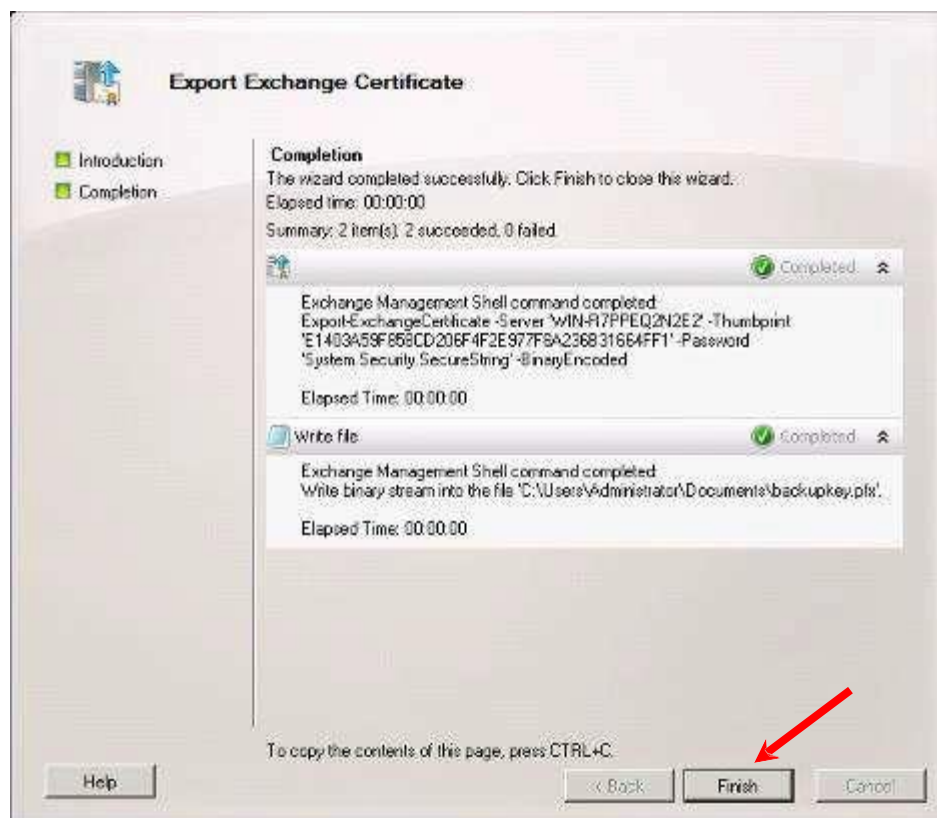 Export Exchange Certificate
Introduction
Completion
Completion
The wizard completed successfully. Click Finish to close this wizard.
Elapsed time: 00:00:00
Summary: 2 item(s). 2 succeeded, 0 failed.
Completed
Exchange Management Shell command completed:
Export-ExchangeCertificate -Server 'WIN-R7PPEQ2N2E2' -Thumbprint
-Password
'System.Security.SecureString' -BinaryEncoded
Elapsed Time: 00:00:00
Write file
Completed
Exchange Management Shell command completed:
Write binary stream into the file 'C:\Users\Administrator\Documents\backupkey.pfx'.
Elapsed Time: 00:00:00
To copy the contents of this page, press CTRL+C.
Help
< Back
Finish
Cancel